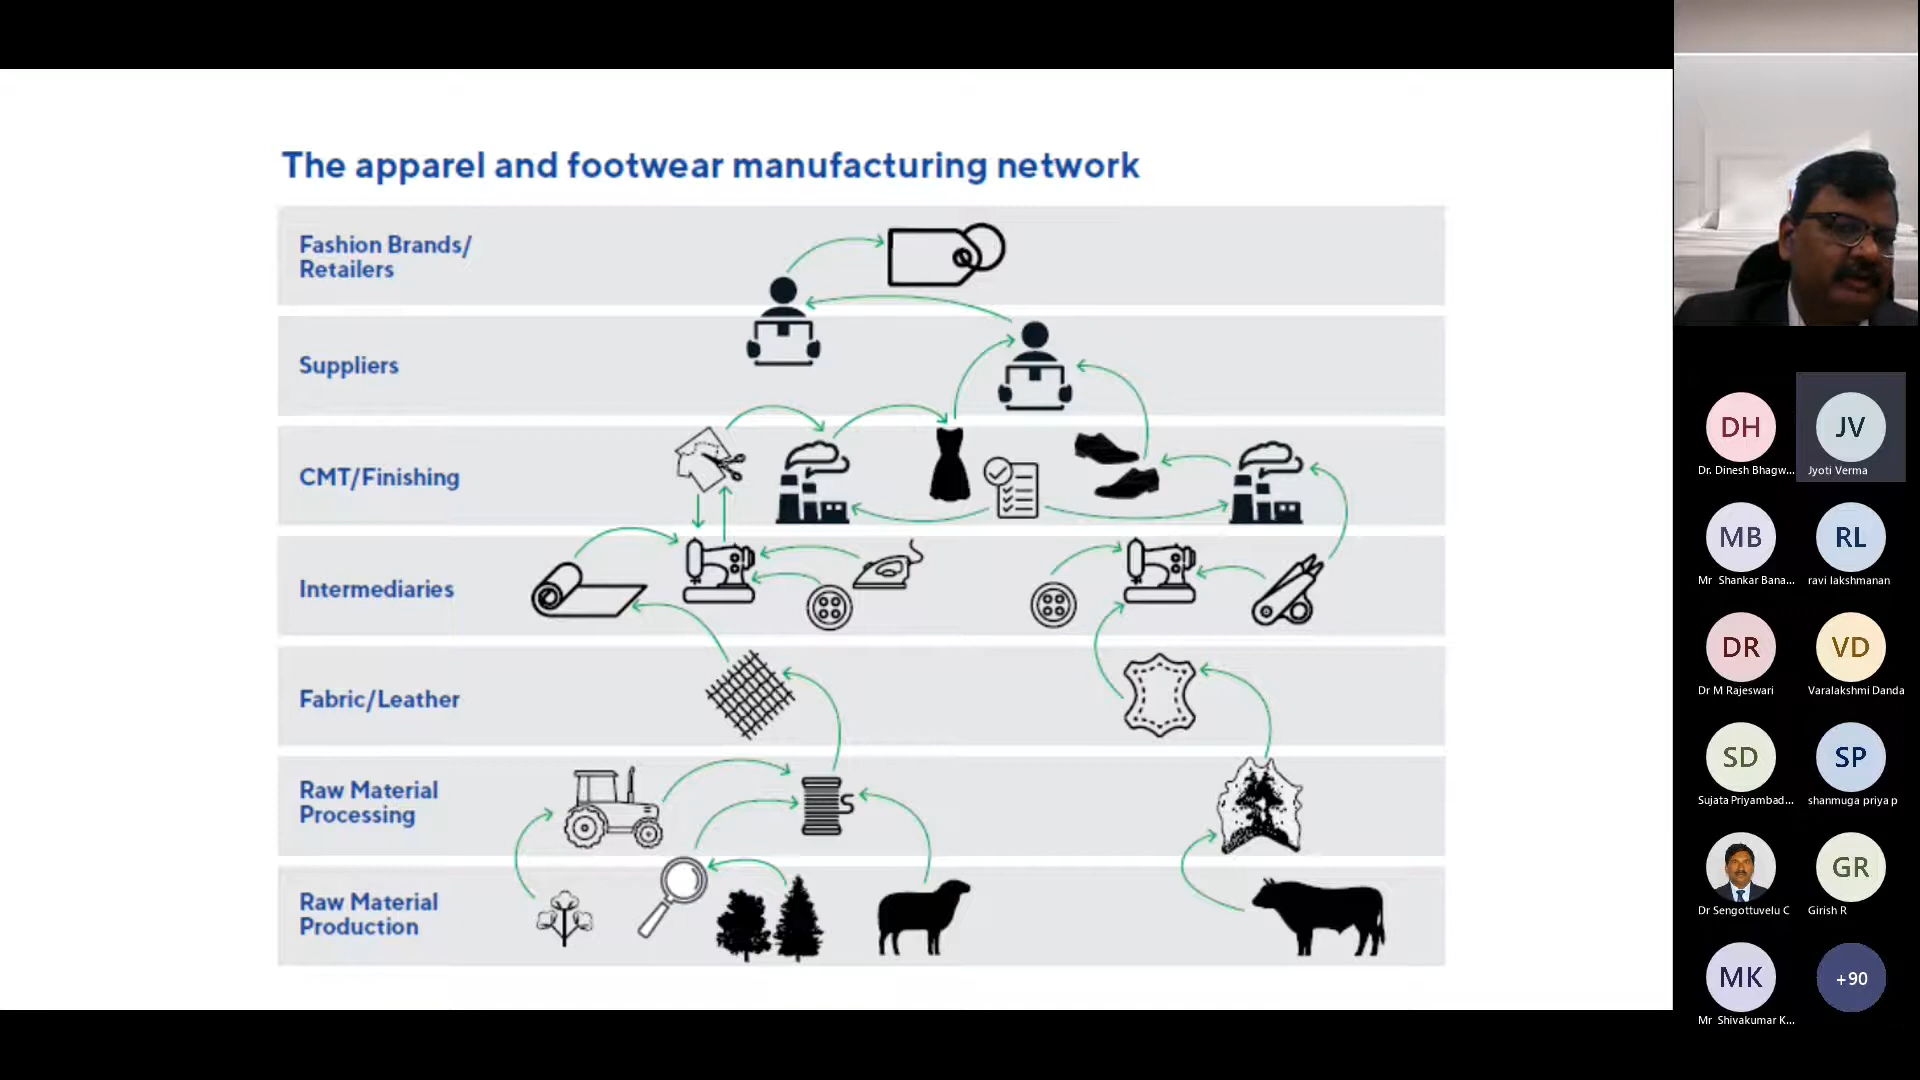 The apparel and footwear manufacturing network
Fashion Brands/
Retailers
Suppliers
CMT/Finishing
Intermediaries
Fabric/Leather
Raw Material
Processing
Raw Material
Production
DH
Dr. Dinesh Bhagw...
JV
Jyoti Verma
MB
Mr Shankar Bana...
RL
ravi lakshmanan
DR
Dr M Rajeswari
VD
Varalakshmi Danda
SD
Sujata Priyambad...
SP
shanmuga priya p
Dr Sengottuvelu C
GR
Girish R
MK
Mr Shivakumar K...
+90